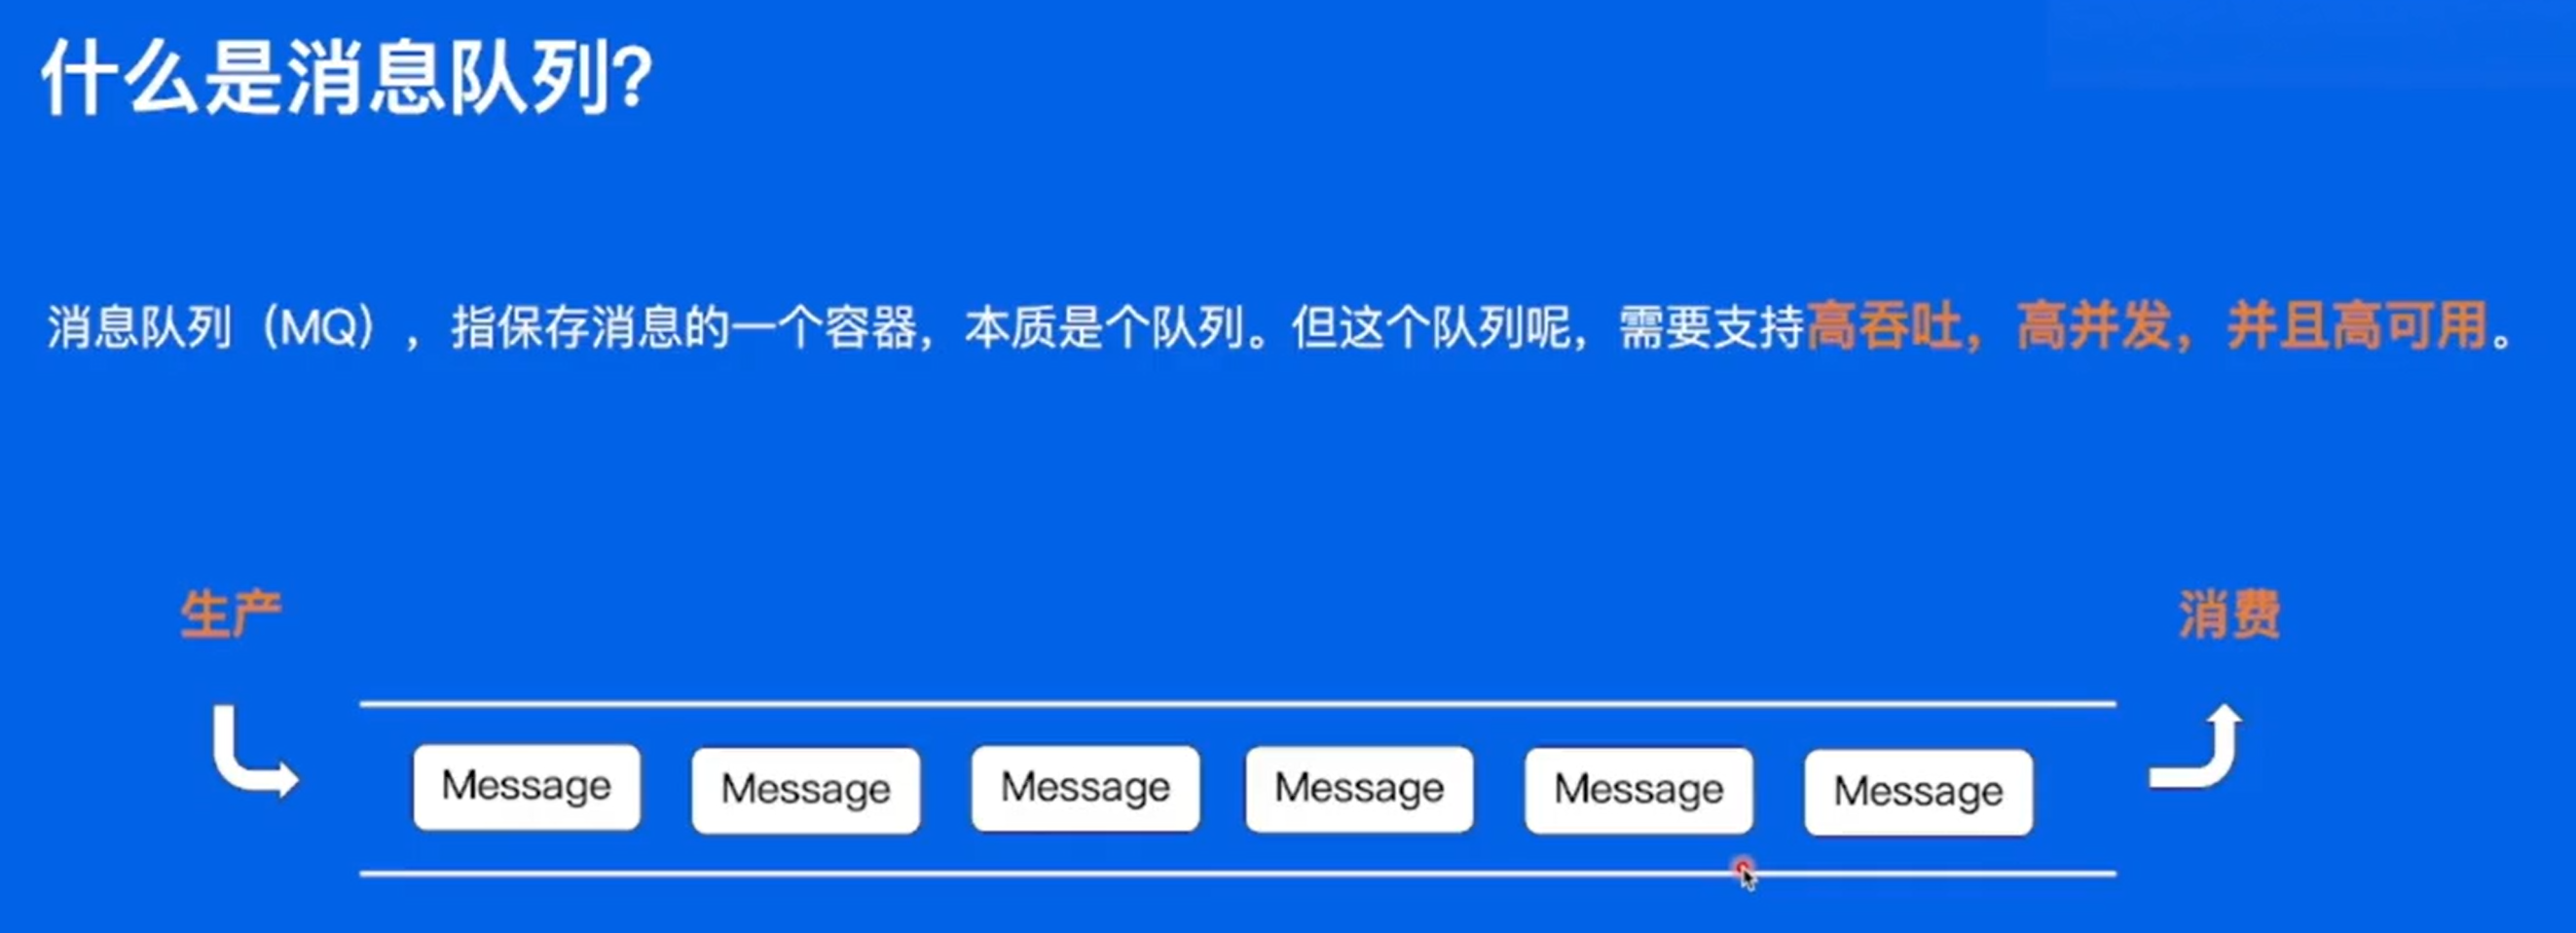 什么是消息队列?
消息队列（MQ），指保存消息的一个容器，本质是个队列。但这个队列呢，需要支持高吞吐，高并发，并且高可用。
生产
消费
Message
Message
Message
Message
Message
Message